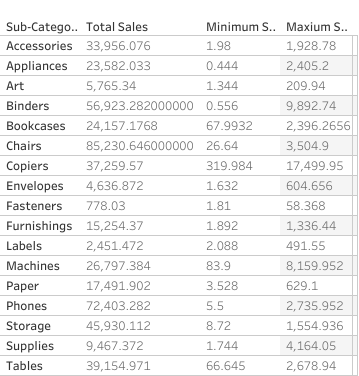 Sub-Catego.. Total Sales Minimum S.. Maxium S..
Accessories 33,956.076 1.98 1,928.78
Appliances 23,582.033 0.444 2,405.2
Art 5,765.34 1.344 209.94
Binders 56,923.282000000 0.556 9,892.74
Bookcases 24,157.1768 67.9932 2,396.2656
Chairs 85,230.646000000 26.64 3,504.9
Copiers 37,259.57 319.984 17,499.95
Envelopes 4,636.872 1.632 604.656
Fasteners 778.03 1.81 58.368
Furnishings 15,254.37 1.892 1,336.44
Labels 2,451.472 2.088 491.55
Machines 26,797.384 83.9 8,159.952
Paper 17,491.902 3.528 629.1
Phones 72,403.282 5.5 2,735.952
Storage 45,930.112 8.72 1,554.936
Supplies 9,467.372 1.744 4,164.05
Tables 39,154.971 66.645 2,678.94